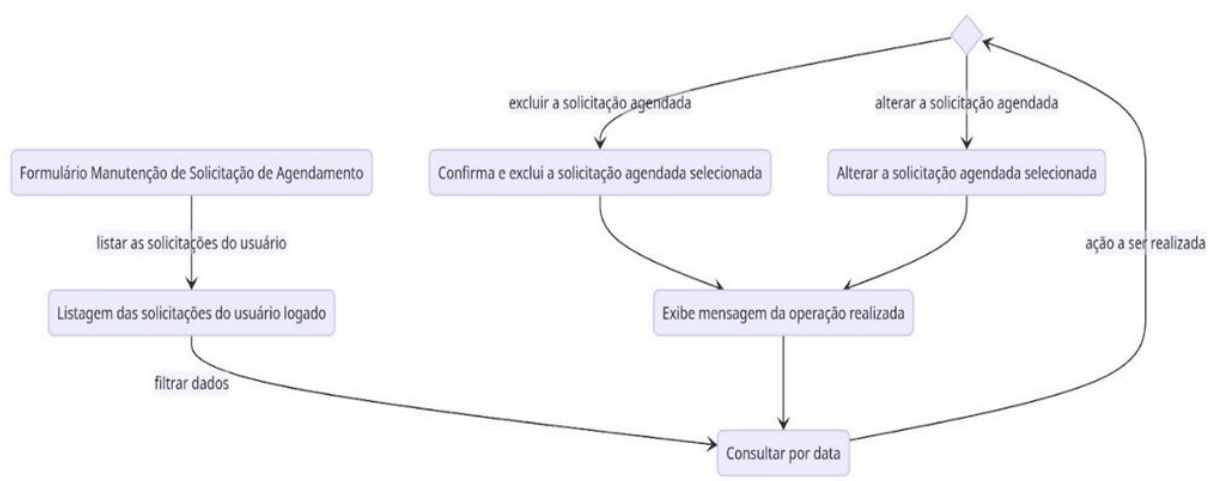 excluir a solicitação agendada
alterar a solicitação agendada
Formulário Manutenção de Solicitação de Agendamento
Confirma e exclui a solicitação agendada selecionada
Alterar a solicitação agendada selecionada
listar as solicitações do usuário
ação a ser realizada
Listagem das solicitações do usuário logado
Exibe mensagem da operação realizada
filtrar dados
Consultar por data